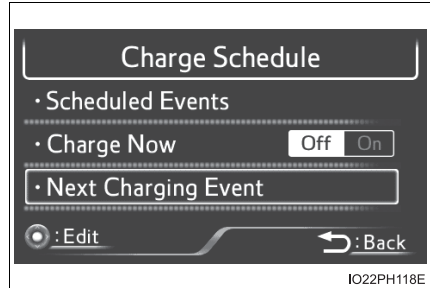 Charge Schedule
· Scheduled Events
· Charge Now Off On
· Next Charging Event
: Edit : Back
IO22PH118E